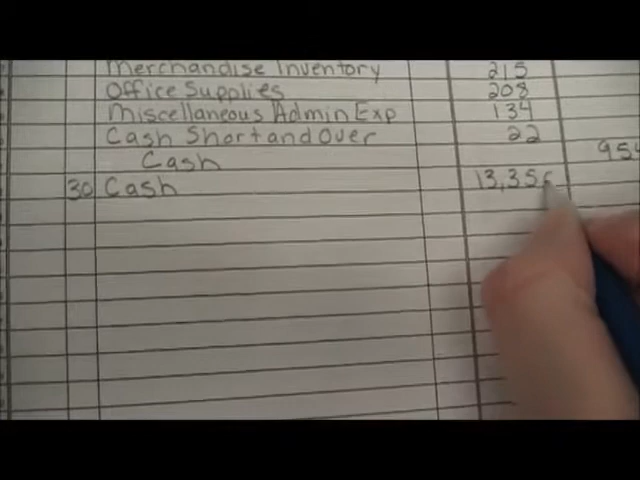 Merchandise Inventory 215
Office Supplies 208
Miscellaneous Admin Exp 134
Cash Short and Over 22
Cash
30 Cash